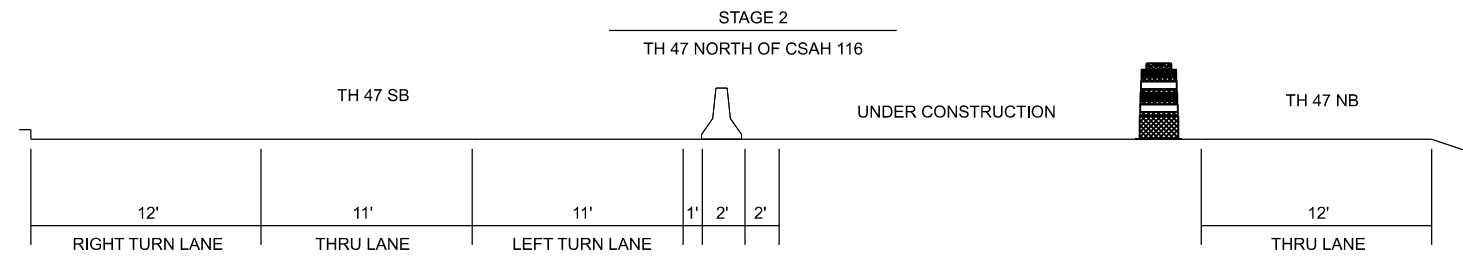 STAGE 2
TH 47 NORTH OF CSAH 116
TH 47 SB
UNDER CONSTRUCTION
TH 47 NB
12' 11' 11' 1' 2' 2' 12'
RIGHT TURN LANE THRU LANE LEFT TURN LANE THRU LANE